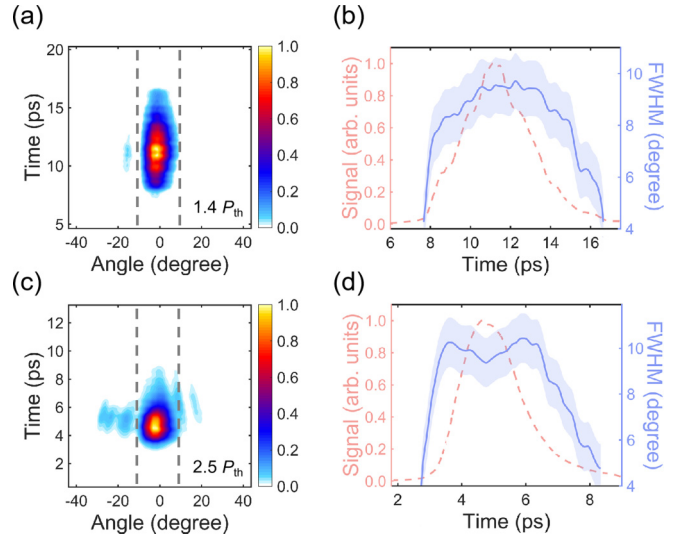 (a)
20
15
10
5
Time (ps)
-40 -20 0 20 40
Angle (degree)
1.4 Pth
1.0
0.8
0.6
0.4
0.2
0.0
(b)
1.0
0.8
0.6
0.4
0.2
0.0
Signal (arb. units)
6 8 10 12 14 16
Time (ps)
10
8
6
4
FWHM (degree)
(c)
12
10
8
6
4
2
Time (ps)
-40 -20 0 20 40
Angle (degree)
2.5 Pth
1.0
0.8
0.6
0.4
0.2
0.0
(d)
1.0
0.8
0.6
0.4
0.2
0.0
Signal (arb. units)
2 4 6 8
Time (ps)
10
8
6
4
FWHM (degree)